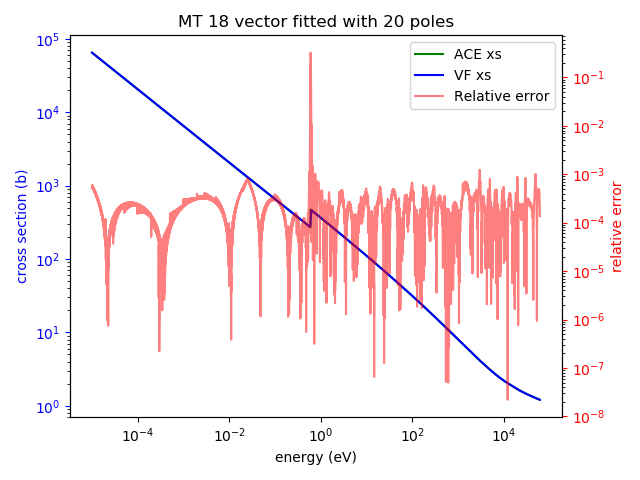 MT 18 vector fitted with 20 poles
ACE xs
VF xs
Relative error
cross section (b)
10^5
10^4
10^3
10^2
10^1
10^0
10^-1
10^-2
10^-3
10^-4
10^-5
10^-6
10^-7
10^-8
relative error
10^-4 10^-2 10^0 10^2 10^4
energy (eV)